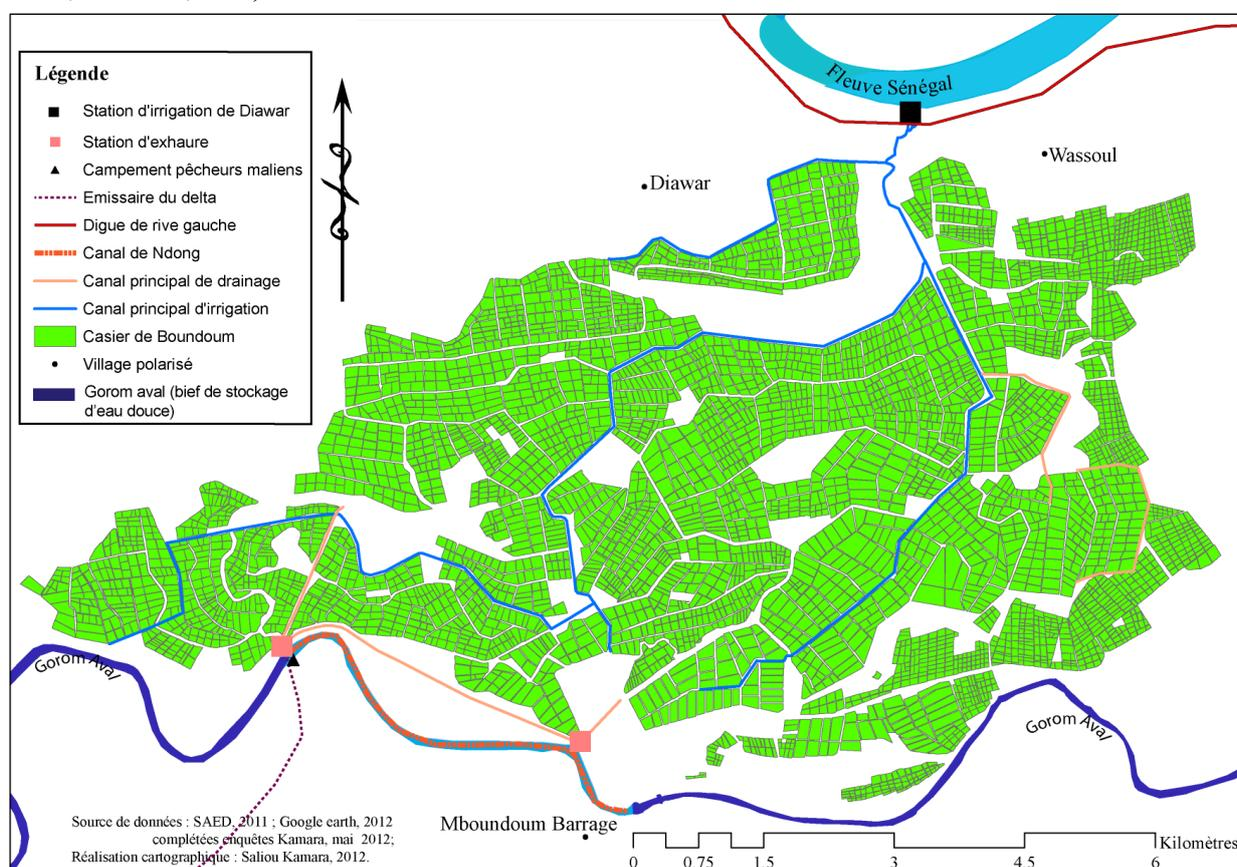 Légende
Station d'irrigation de Diawar
Station d'exhaure
Campement pêcheurs maliens
Emissaire du delta
Digue de rive gauche
Canal de Ndong
Canal principal de drainage
Canal principal d'irrigation
Casier de Boundoum
Village polarisé
Gorom aval (bief de stockage
d'eau douce)
Fleuve Sénégal
Wassoul
Diawar
Gorom Aval
Gorom Aval
Mboundoum Barrage
Source de données : SAED, 2011 ; Google earth, 2012
complétées enquêtes Kamara, mai 2012;
Réalisation cartographique : Saliou Kamara, 2012.
Kilomètres
0 0.75 1.5 3 4.5 6